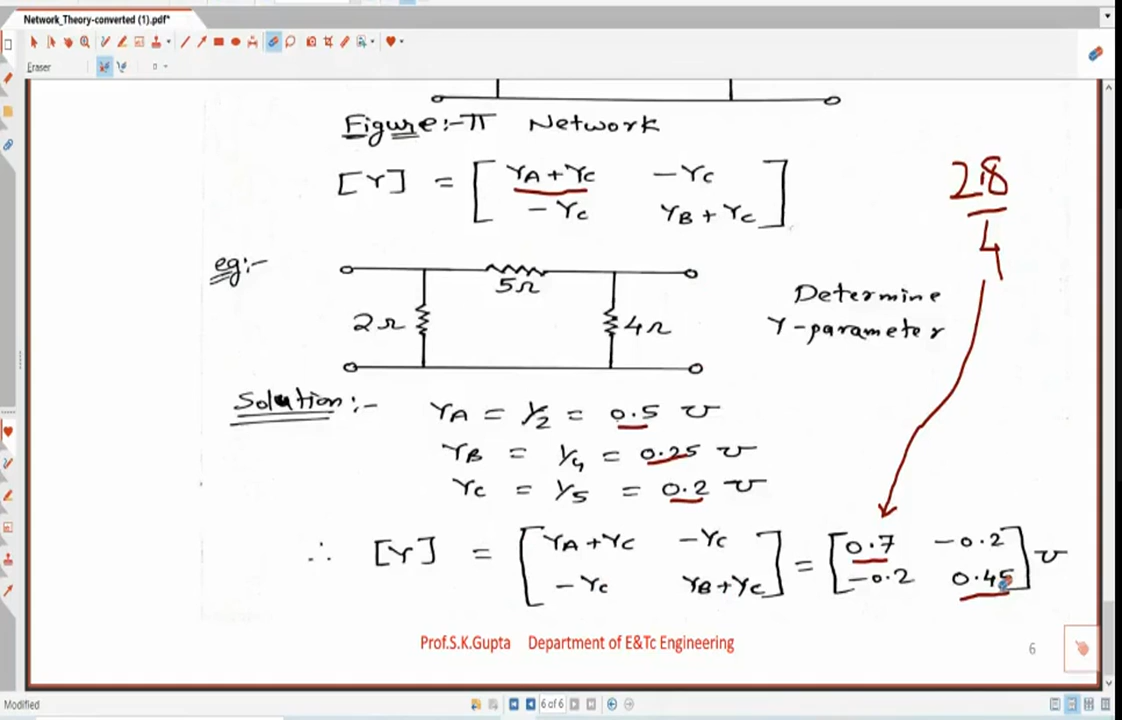 Network_Theory-converted (1).pdf*
Eraser
Figure:- π Network
[Y] = [ YA + YC   - YC
- YC   YB + YC ]
2.8
4
eg:-
5Ω
2Ω
4Ω
Determine
Y-parameter
Solution:-
YA = 1/2 = 0.5 ℧
YB = 1/4 = 0.25 ℧
YC = 1/5 = 0.2 ℧
∴ [Y] = [ YA + YC   - YC   = [ 0.7   -0.2
- YC   YB + YC ]   -0.2   0.45 ] ℧
Prof.S.K.Gupta Department of E&Tc Engineering
6
Modified
6 of 6